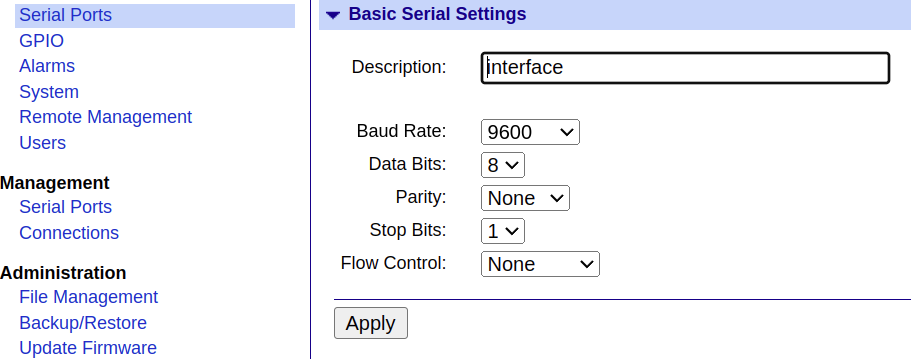 Serial Ports
GPIO
Alarms
System
Remote Management
Users
Management
Serial Ports
Connections
Administration
File Management
Backup/Restore
Update Firmware
Basic Serial Settings
Description: interface
Baud Rate: 9600
Data Bits: 8
Parity: None
Stop Bits: 1
Flow Control: None
Apply